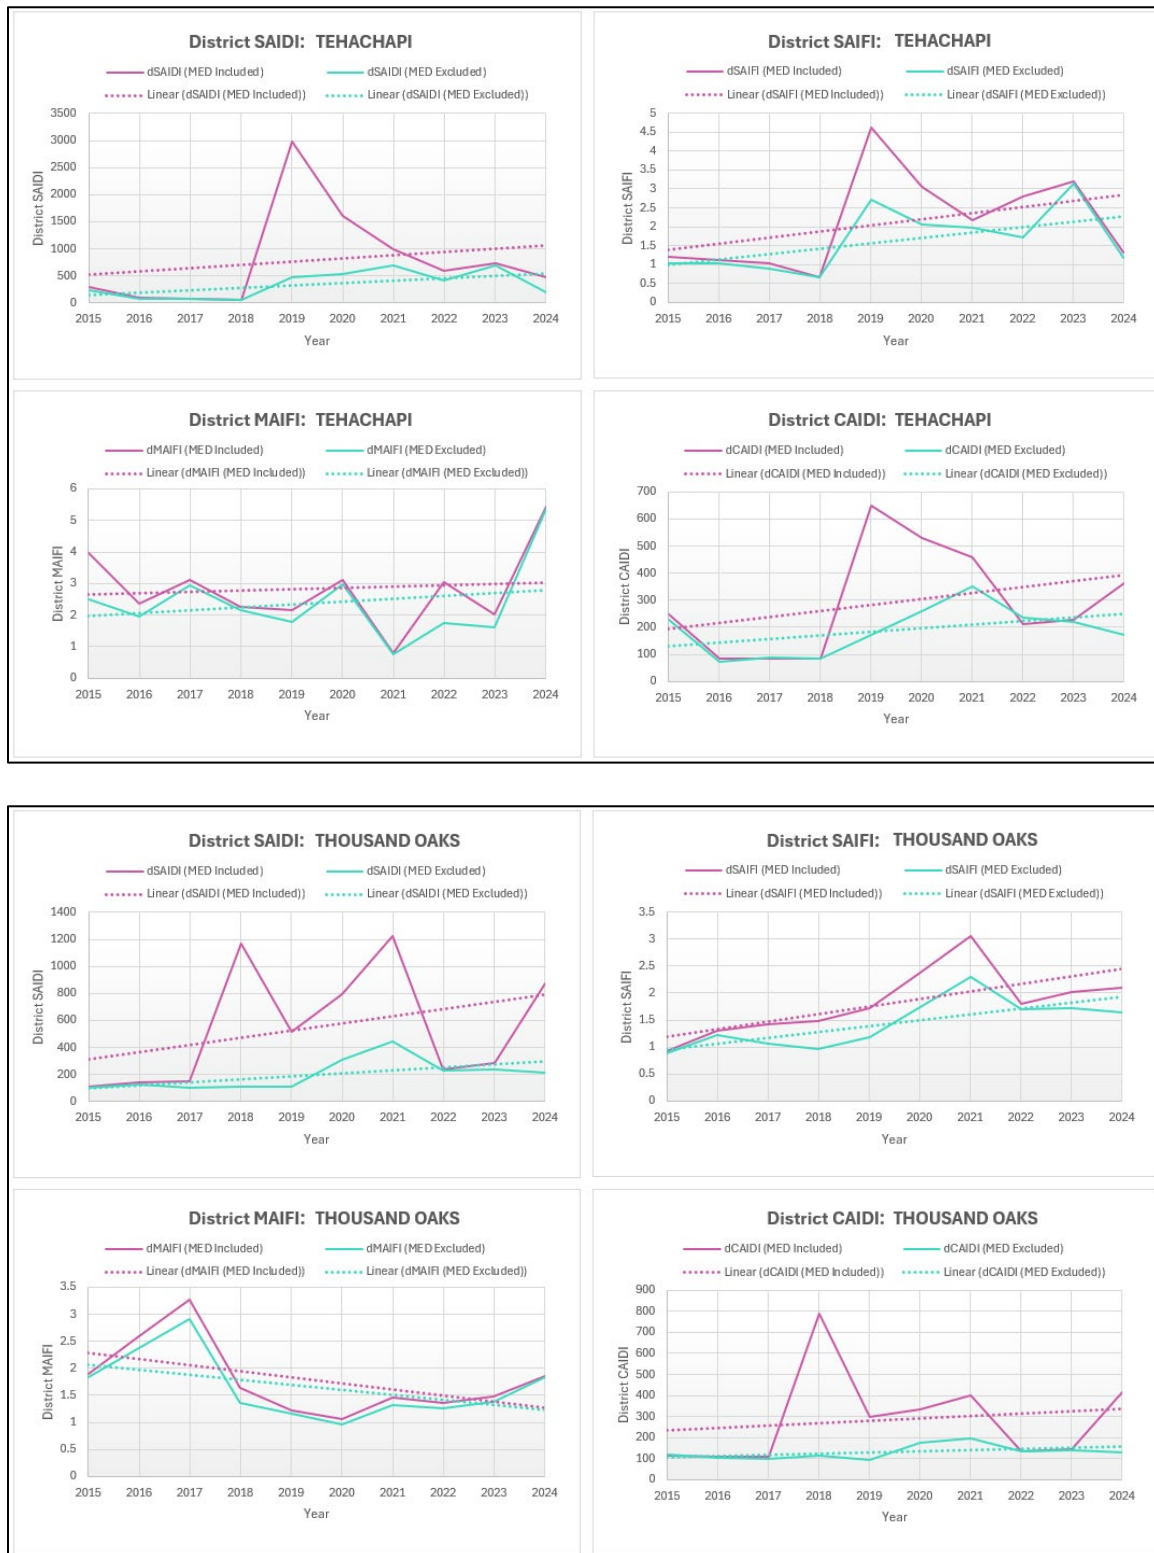 District SAIDI: TEHACHAPI
dSAIDI (MED Included) dSAIDI (MED Excluded)
Linear (dSAIDI (MED Included)) Linear (dSAIDI (MED Excluded))
3500
3000
2500
2000
1500
1000
500
0
District SAIDI
2015 2016 2017 2018 2019 2020 2021 2022 2023 2024
Year
District SAIFI: TEHACHAPI
dSAIFI (MED Included) dSAIFI (MED Excluded)
Linear (dSAIFI (MED Included)) Linear (dSAIFI (MED Excluded))
5
4.5
4
3.5
3
2.5
2
1.5
1
0.5
0
District SAIFI
2015 2016 2017 2018 2019 2020 2021 2022 2023 2024
Year
District MAIFI: TEHACHAPI
dMAIFI (MED Included) dMAIFI (MED Excluded)
Linear (dMAIFI (MED Included)) Linear (dMAIFI (MED Excluded))
6
5
4
3
2
1
0
District MAIFI
2015 2016 2017 2018 2019 2020 2021 2022 2023 2024
Year
District CAIDI: TEHACHAPI
dCAIDI (MED Included) dCAIDI (MED Excluded)
Linear (dCAIDI (MED Included)) Linear (dCAIDI (MED Excluded))
700
600
500
400
300
200
100
0
District CAIDI
2015 2016 2017 2018 2019 2020 2021 2022 2023 2024
Year
District SAIDI: THOUSAND OAKS
dSAIDI (MED Included) dSAIDI (MED Excluded)
Linear (dSAIDI (MED Included)) Linear (dSAIDI (MED Excluded))
1400
1200
1000
800
600
400
200
0
District SAIDI
2015 2016 2017 2018 2019 2020 2021 2022 2023 2024
Year
District SAIFI: THOUSAND OAKS
dSAIFI (MED Included) dSAIFI (MED Excluded)
Linear (dSAIFI (MED Included)) Linear (dSAIFI (MED Excluded))
3.5
3
2.5
2
1.5
1
0.5
0
District SAIFI
2015 2016 2017 2018 2019 2020 2021 2022 2023 2024
Year
District MAIFI: THOUSAND OAKS
dMAIFI (MED Included) dMAIFI (MED Excluded)
Linear (dMAIFI (MED Included)) Linear (dMAIFI (MED Excluded))
3.5
3
2.5
2
1.5
1
0.5
0
District MAIFI
2015 2016 2017 2018 2019 2020 2021 2022 2023 2024
Year
District CAIDI: THOUSAND OAKS
dCAIDI (MED Included) dCAIDI (MED Excluded)
Linear (dCAIDI (MED Included)) Linear (dCAIDI (MED Excluded))
900
800
700
600
500
400
300
200
100
0
District CAIDI
2015 2016 2017 2018 2019 2020 2021 2022 2023 2024
Year